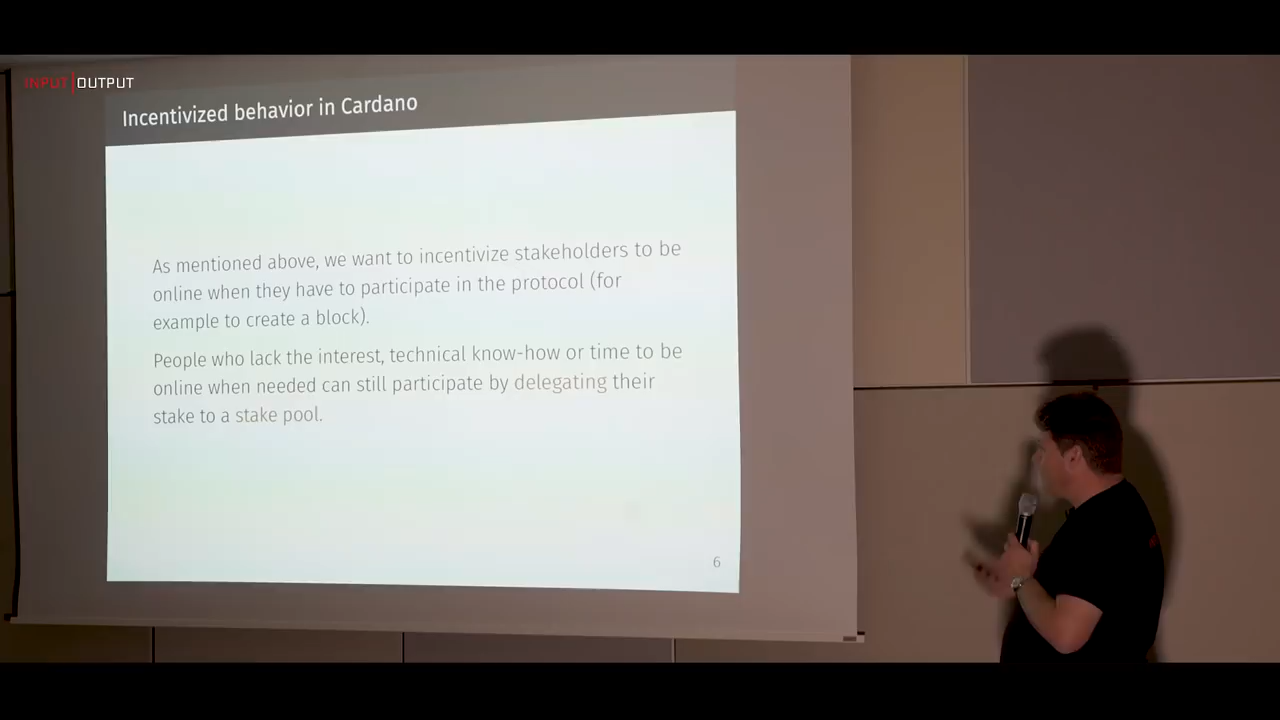 INPUT|OUTPUT
Incentivized behavior in Cardano
As mentioned above, we want to incentivize stakeholders to be
online when they have to participate in the protocol (for
example to create a block).
People who lack the interest, technical know-how or time to be
online when needed can still participate by delegating their
stake to a stake pool.
6